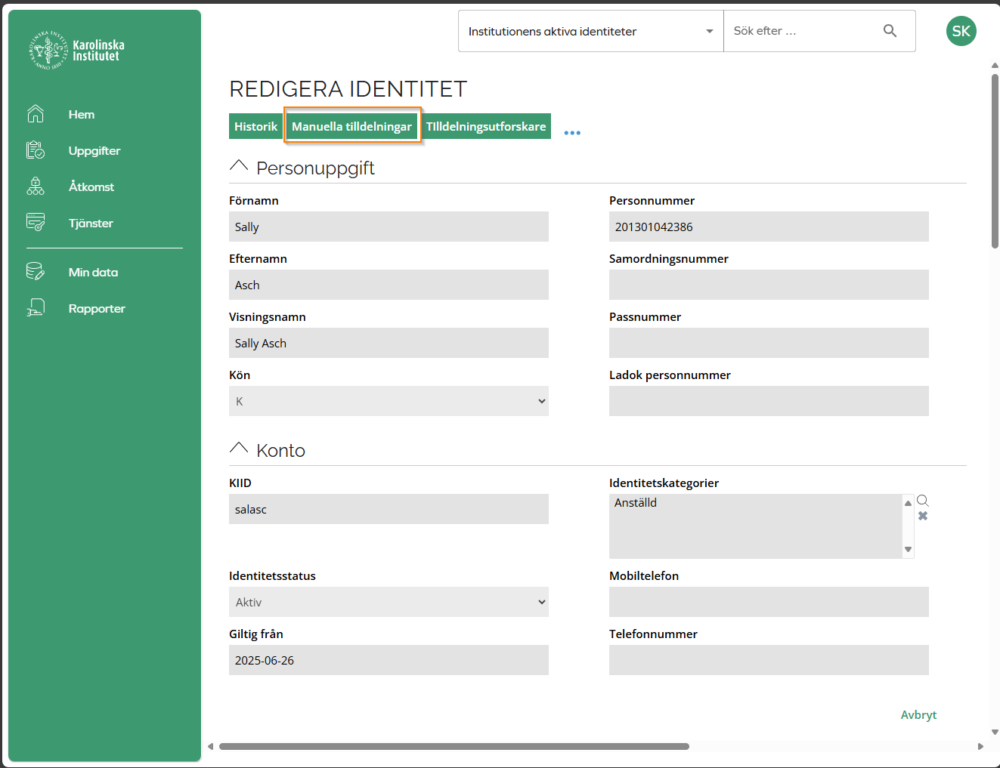 Karolinska
Institutet
ANNO 1810
Institutionens aktiva identiteter
Sök efter ...
SK
Hem
Uppgifter
Åtkomst
Tjänster
Min data
Rapporter
REDIGERA IDENTITET
Historik
Manuella tilldelningar
TIlldelningsutforskare
Personuppgift
Förnamn
Sally
Personnummer
201301042386
Efternamn
Asch
Samordningsnummer
Visningsnamn
Sally Asch
Passnummer
Kön
K
Ladok personnummer
Konto
KIID
salasc
Identitetskategorier
Anställd
Identitetsstatus
Aktiv
Mobiltelefon
Giltig från
2025-06-26
Telefonnummer
Avbryt